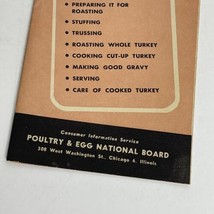 • PREPARING IT FOR
ROASTING
• STUFFING
• TRUSSING
• ROASTING WHOLE TURKEY
• COOKING CUT-UP TURKEY
• MAKING GOOD GRAVY
• SERVING
• CARE OF COOKED TURKEY
Consumer Information Service
POULTRY & EGG NATIONAL BOARD
308 West Washington St., Chicago 6, Illinois